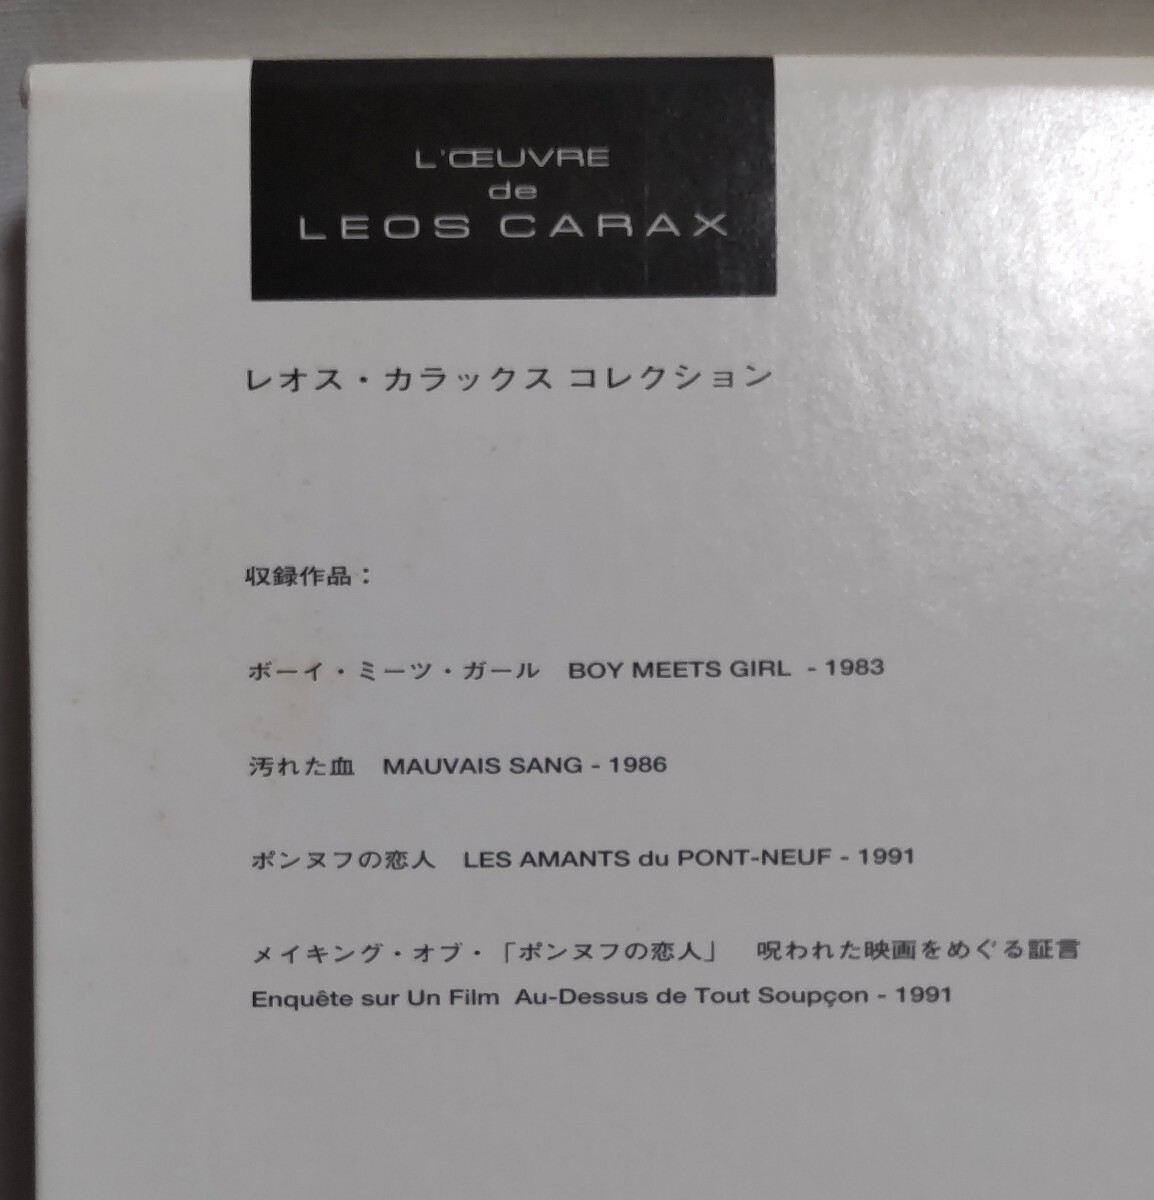 L'ŒUVRE
de
LEOS CARAX
レオス・カラックス コレクション
収録作品：
ボーイ・ミーツ・ガール　BOY MEETS GIRL - 1983
汚れた血　MAUVAIS SANG - 1986
ポンヌフの恋人　LES AMANTS du PONT-NEUF - 1991
メイキング・オブ・「ポンヌフの恋人」　呪われた映画をめぐる証言
Enquête sur Un Film Au-Dessus de Tout Soupçon - 1991